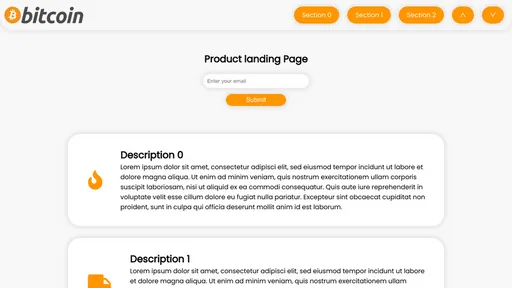 bitcoin
Section 0
Section 1
Section 2
Product landing Page
Enter your email
Submit
Description 0
Lorem ipsum dolor sit amet, consectetur adipisci elit, sed eiusmod tempor incidunt ut labore et
dolore magna aliqua. Ut enim ad minim veniam, quis nostrum exercitationem ullam corporis
suscipit laboriosam, nisi ut aliquid ex ea commodi consequatur. Quis aute iure reprehenderit in
voluptate velit esse cillum dolore eu fugiat nulla pariatur. Excepteur sint obcaecat cupiditat non
proident, sunt in culpa qui officia deserunt mollit anim id est laborum.
Description 1
Lorem ipsum dolor sit amet, consectetur adipisci elit, sed eiusmod tempor incidunt ut
labore et dolore magna aliqua. Ut enim ad minim veniam, quis nostrum exercitationem ullam